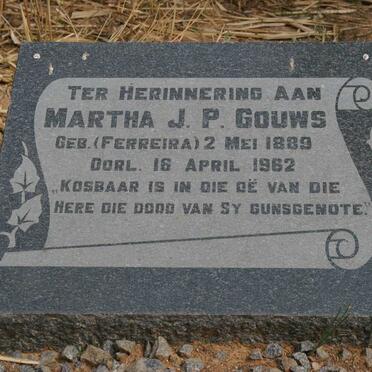 TER HERINNERING AAN
MARTHA J. P. GOUWS
GEB. (FERREIRA) 2 MEI 1889
OORL. 16 APRIL 1962
„KOSBAAR IS IN DIE OË VAN DIE
HERE DIE DOOD VAN SY GUNSGENOTE.”